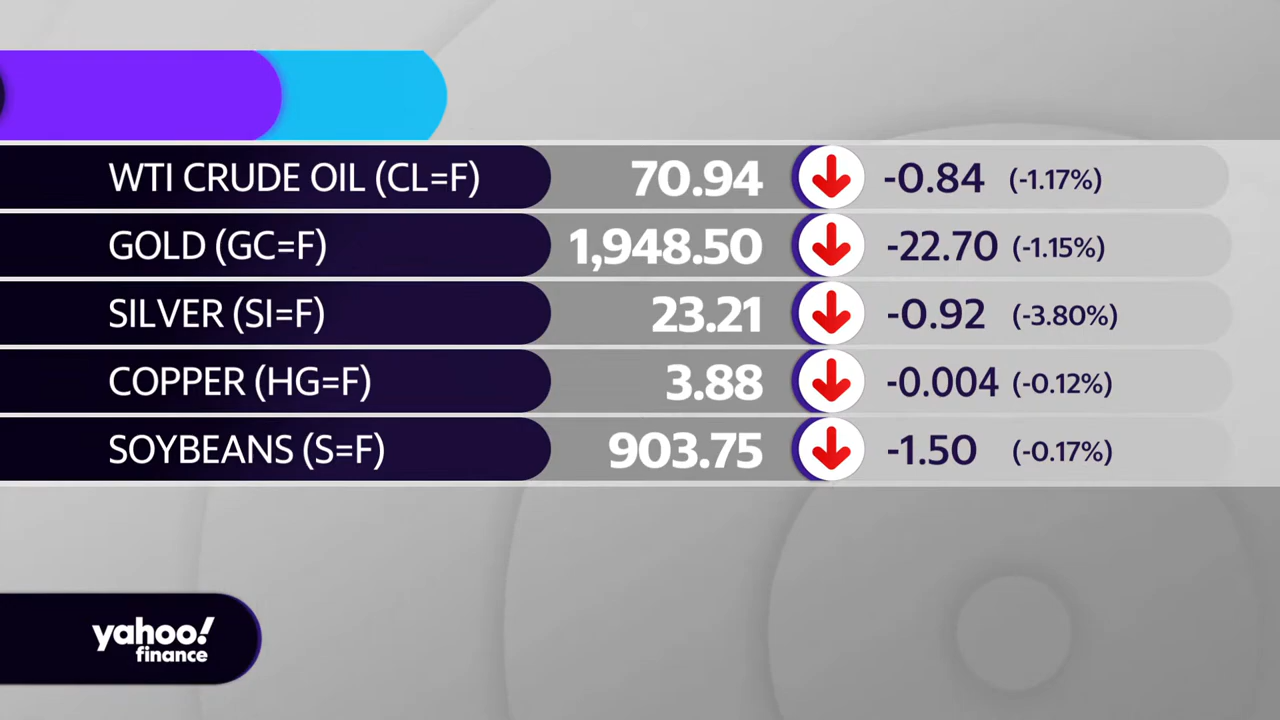 WTI CRUDE OIL (CL=F) 70.94 -0.84 (-1.17%)
GOLD (GC=F) 1,948.50 -22.70 (-1.15%)
SILVER (SI=F) 23.21 -0.92 (-3.80%)
COPPER (HG=F) 3.88 -0.004 (-0.12%)
SOYBEANS (S=F) 903.75 -1.50 (-0.17%)
yahoo!
finance